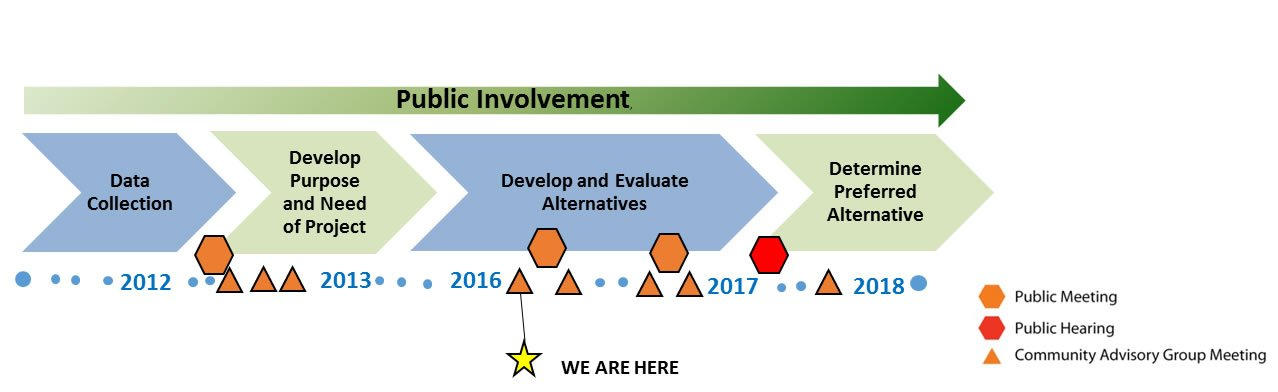 Public Involvement,
Data
Collection
Develop
Purpose
and Need
of Project
Develop and Evaluate
Alternatives
Determine
Preferred
Alternative
2012
2013
2016
2017
2018
WE ARE HERE
Public Meeting
Public Hearing
Community Advisory Group Meeting